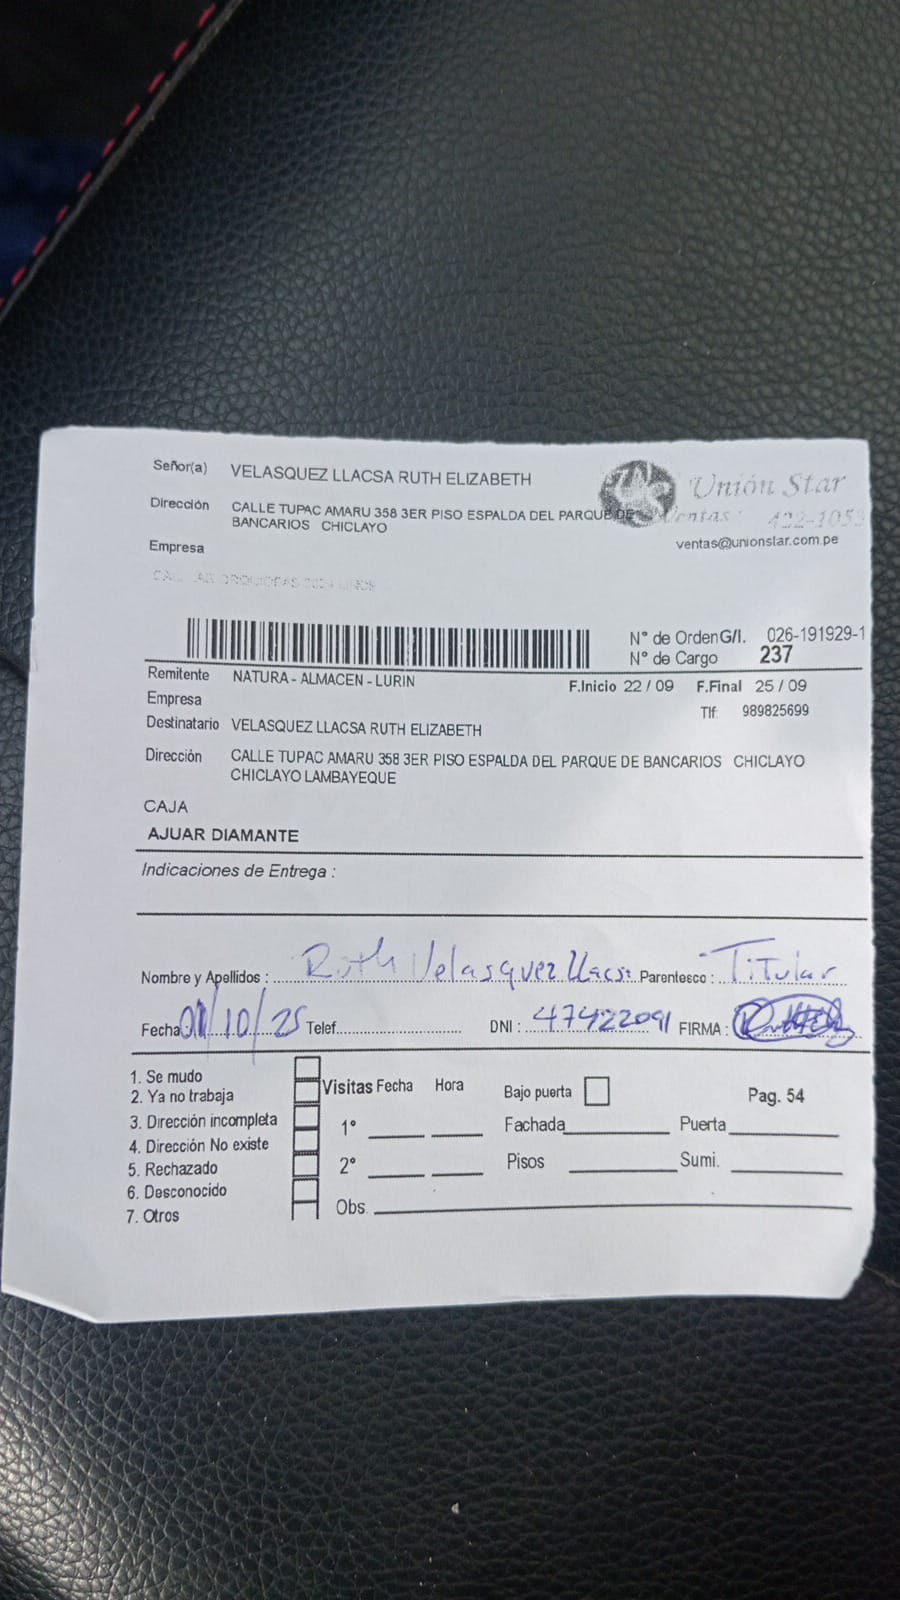 Señor(a) VELASQUEZ LLACSA RUTH ELIZABETH
Unión Star
Dirección CALLE TUPAC AMARU 358 3ER PISO ESPALDA DEL PARQUE DE
BANCARIOS CHICLAYO
Ventas: 422-1053
ventas@unionstar.com.pe
Empresa
N° de Orden G/I. 026-191929-1
N° de Cargo 237
Remitente NATURA - ALMACEN - LURIN
F.Inicio 22 / 09 F.Final 25 / 09
Empresa
Tlf: 989825699
Destinatario VELASQUEZ LLACSA RUTH ELIZABETH
Dirección CALLE TUPAC AMARU 358 3ER PISO ESPALDA DEL PARQUE DE BANCARIOS CHICLAYO
CHICLAYO LAMBAYEQUE
CAJA
AJUAR DIAMANTE
Indicaciones de Entrega :
Nombre y Apellidos : Ruth Velasquez Llacsa Parentesco : Titular
Fecha: 01/10/25 Telef. DNI : 47422091 FIRMA :
1. Se mudo
2. Ya no trabaja
3. Dirección incompleta
4. Dirección No existe
5. Rechazado
6. Desconocido
7. Otros
Visitas Fecha Hora
1°
2°
Obs.
Bajo puerta Pag. 54
Fachada Puerta
Pisos Sumi.